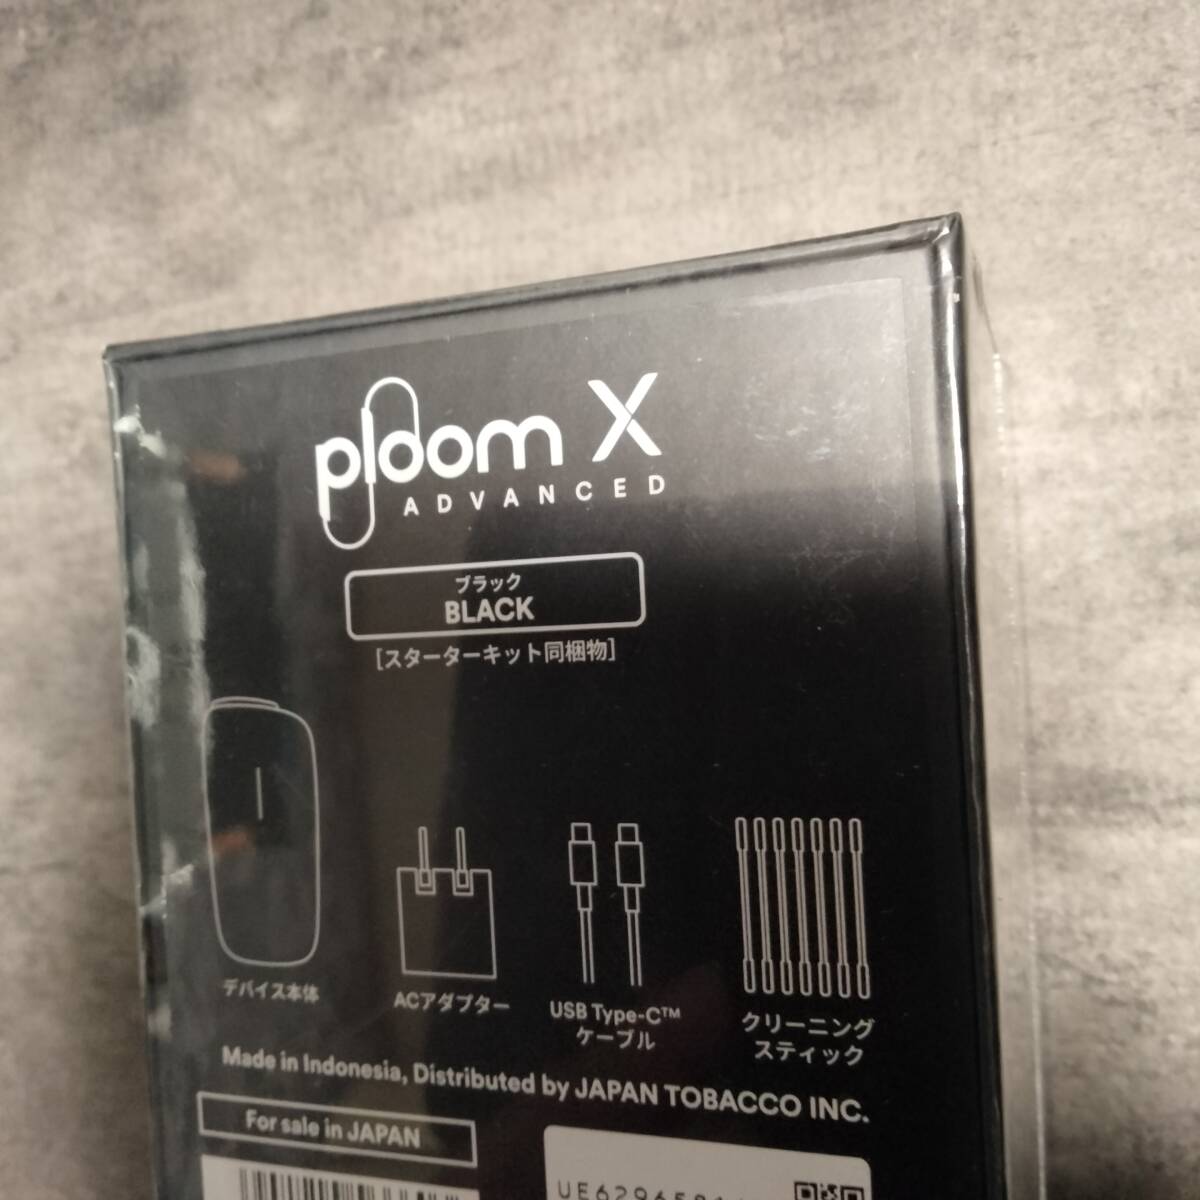 ploom X
ADVANCED
ブラック
BLACK
[スターターキット同梱物]
デバイス本体
ACアダプター
USB Type-C™
ケーブル
クリーニング
スティック
Made in Indonesia, Distributed by JAPAN TOBACCO INC.
For sale in JAPAN